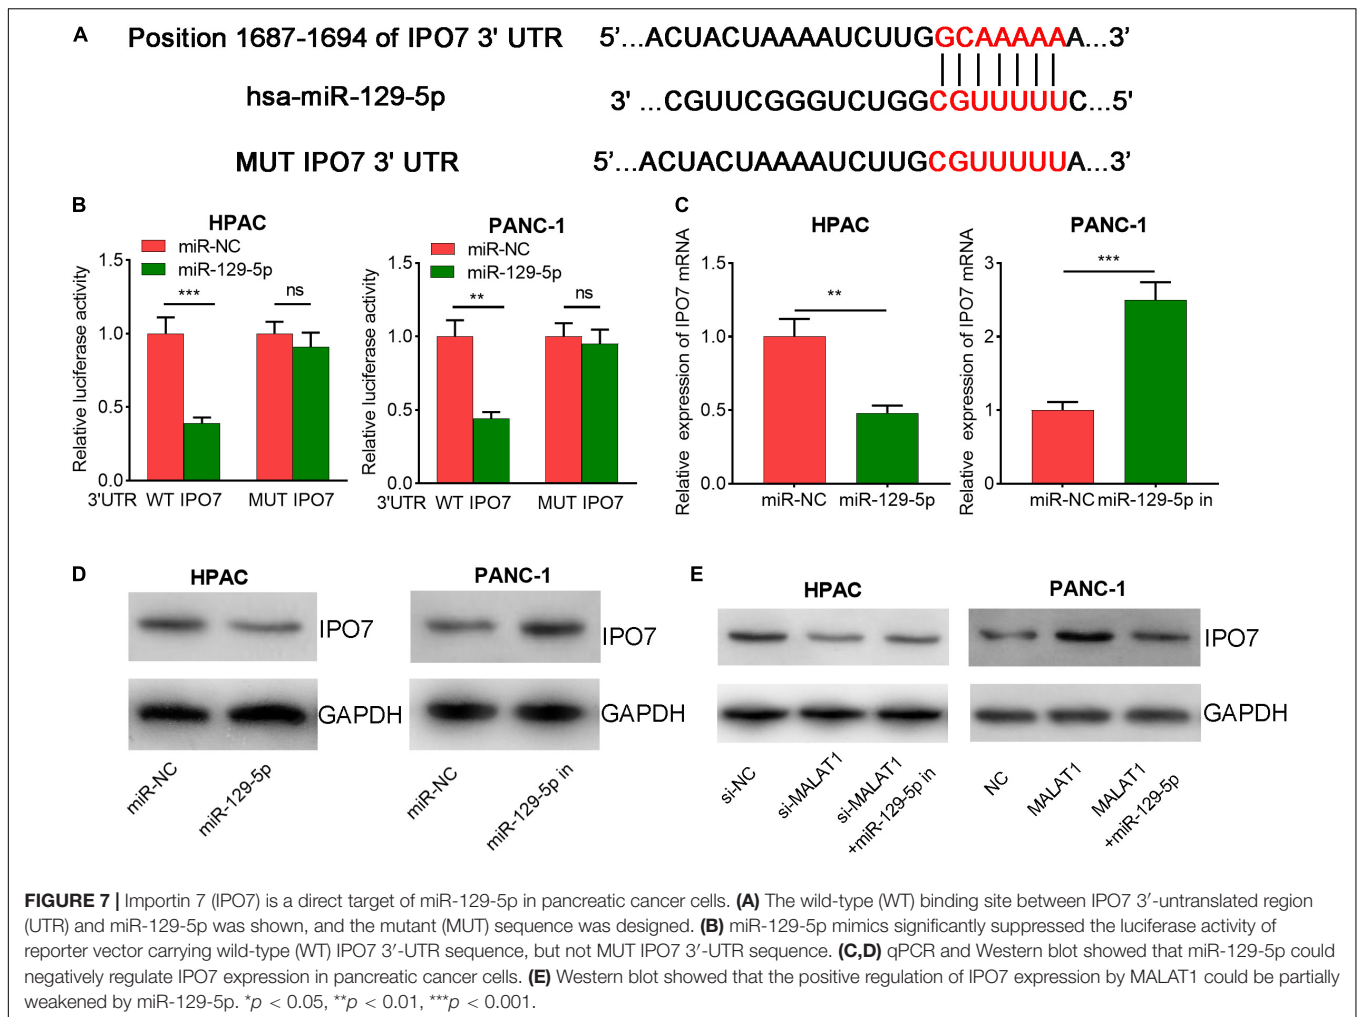 A
Position 1687-1694 of IPO7 3' UTR 5'...ACUACUAAAAUCUUGGCAAAAAA...3'
hsa-miR-129-5p 3' ...CGUUCGGGUCUGGCGUUUUUC...5'
MUT IPO7 3' UTR 5'...ACUACUAAAAUCUUGCGUUUUUA...3'
B
HPAC
miR-NC
miR-129-5p
Relative luciferase activity
1.5
1.0
0.5
0.0
***
ns
3'UTR WT IPO7 MUT IPO7
PANC-1
miR-NC
miR-129-5p
Relative luciferase activity
1.5
1.0
0.5
0.0
**
ns
3'UTR WT IPO7 MUT IPO7
C
HPAC
Relative expression of IPO7 mRNA
1.5
1.0
0.5
0.0
**
miR-NC miR-129-5p
PANC-1
Relative expression of IPO7 mRNA
3
2
1
0
***
miR-NC miR-129-5p in
D
HPAC
IPO7
GAPDH
miR-NC
miR-129-5p
PANC-1
IPO7
GAPDH
miR-NC
miR-129-5p in
E
HPAC
si-NC
si-MALAT1
si-MALAT1
+miR-129-5p in
PANC-1
IPO7
GAPDH
NC
MALAT1
MALAT1
+miR-129-5p
FIGURE 7 | Importin 7 (IPO7) is a direct target of miR-129-5p in pancreatic cancer cells. (A) The wild-type (WT) binding site between IPO7 3′-untranslated region
(UTR) and miR-129-5p was shown, and the mutant (MUT) sequence was designed. (B) miR-129-5p mimics significantly suppressed the luciferase activity of
reporter vector carrying wild-type (WT) IPO7 3′-UTR sequence, but not MUT IPO7 3′-UTR sequence. (C,D) qPCR and Western blot showed that miR-129-5p could
negatively regulate IPO7 expression in pancreatic cancer cells. (E) Western blot showed that the positive regulation of IPO7 expression by MALAT1 could be partially
weakened by miR-129-5p. *p < 0.05, **p < 0.01, ***p < 0.001.